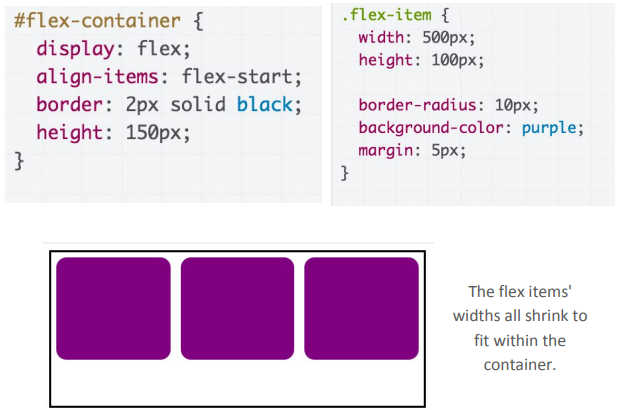 #flex-container {
  display: flex;
  align-items: flex-start;
  border: 2px solid black;
  height: 150px;
}
.flex-item {
  width: 500px;
  height: 100px;

  border-radius: 10px;
  background-color: purple;
  margin: 5px;
}
The flex items'
widths all shrink to
fit within the
container.